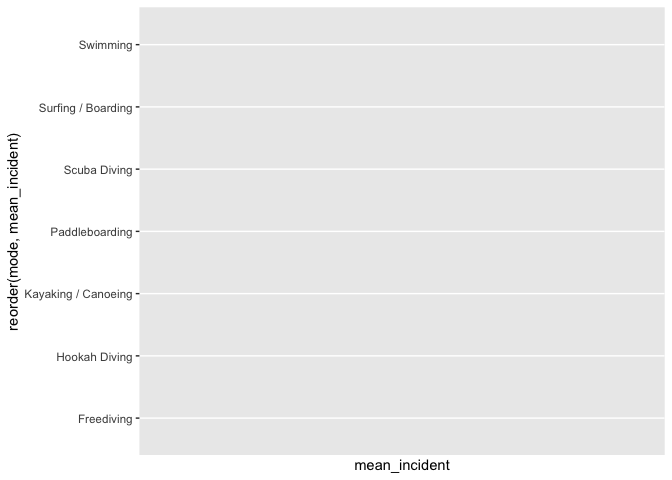 reorder(mode, mean_incident)
Swimming
Surfing / Boarding
Scuba Diving
Paddleboarding
Kayaking / Canoeing
Hookah Diving
Freediving
mean_incident